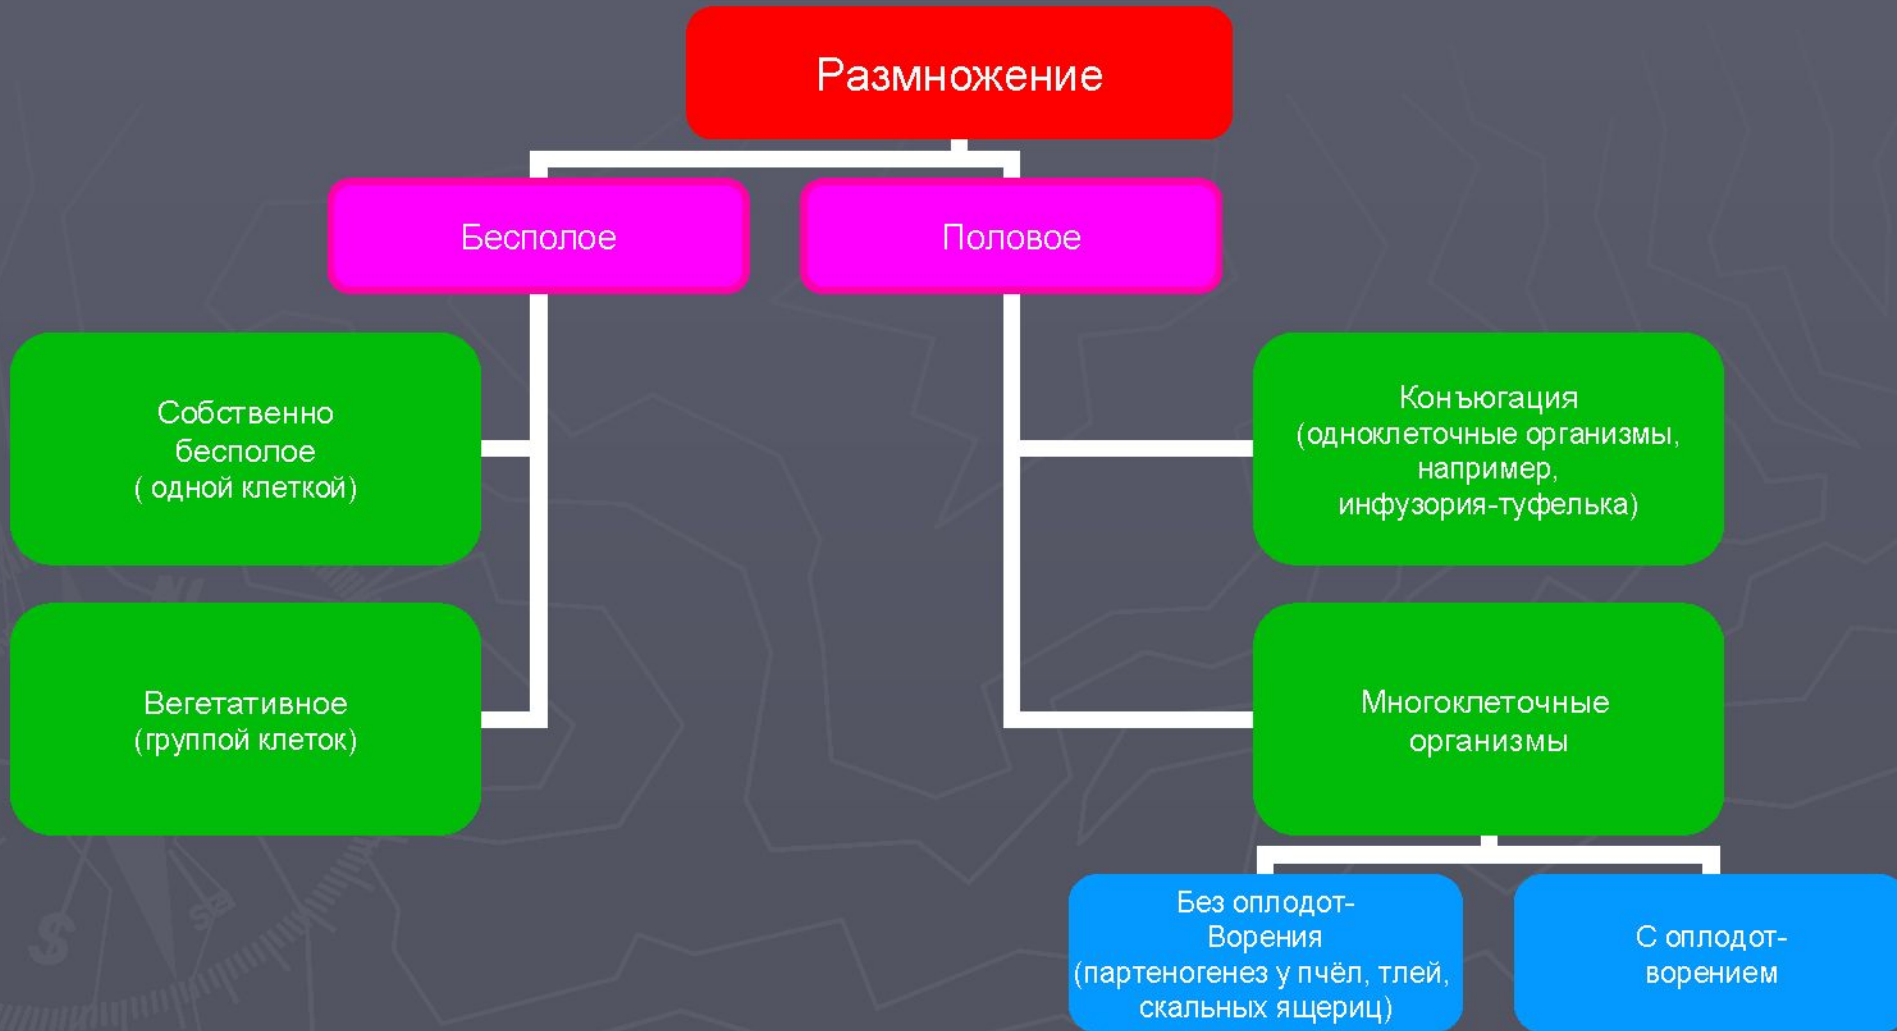 Размножение
Бесполое
Половое
Собственно
бесполое
( одной клеткой)
Конъюгация
(одноклеточные организмы,
например,
инфузория-туфелька)
Вегетативное
(группой клеток)
Многоклеточные
организмы
Без оплодот-
Ворения
(партеногенез у пчёл, тлей,
скальных ящериц)
С оплодот-
ворением